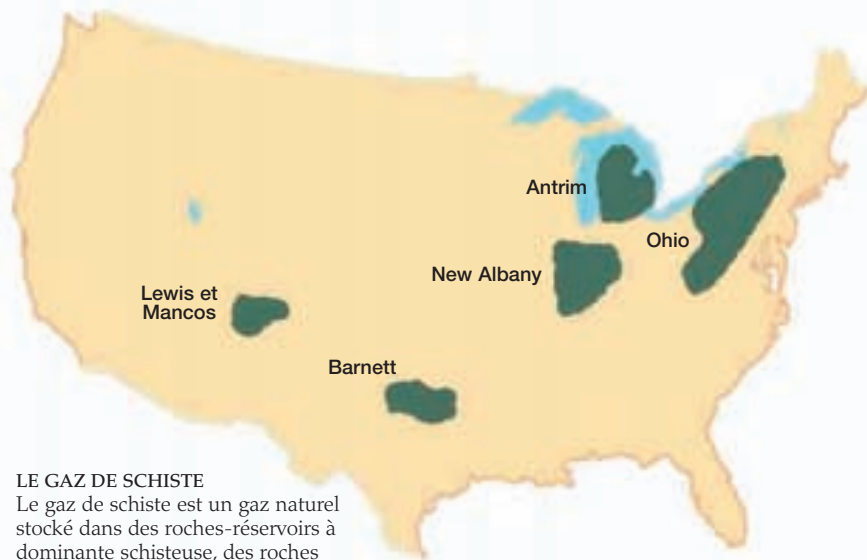 Antrim
Ohio
New Albany
Lewis et
Mancos
Barnett
LE GAZ DE SCHISTE
Le gaz de schiste est un gaz naturel
stocké dans des roches-réservoirs à
dominante schisteuse, des roches